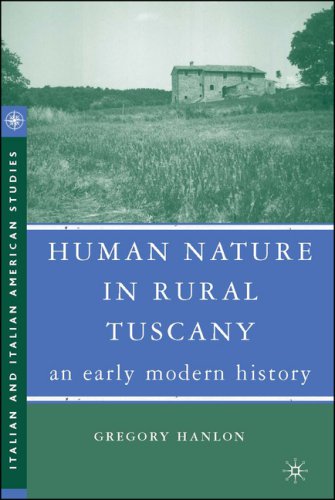 ITALIAN AND ITALIAN AMERICAN STUDIES
HUMAN NATURE
IN RURAL
TUSCANY
an early modern history
GREGORY HANLON